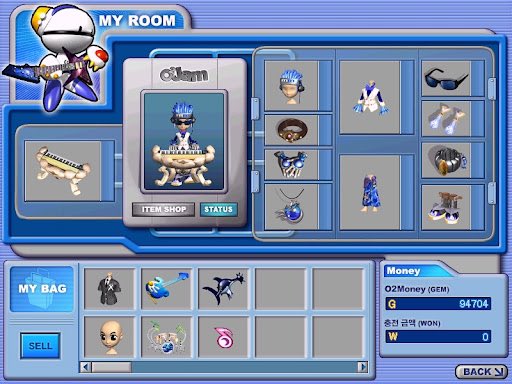 MY ROOM
O2Jam
ITEM SHOP
STATUS
MY BAG
SELL
Money
O2Money (GEM)
G 94704
충전 금액 (WON)
W 0
BACK